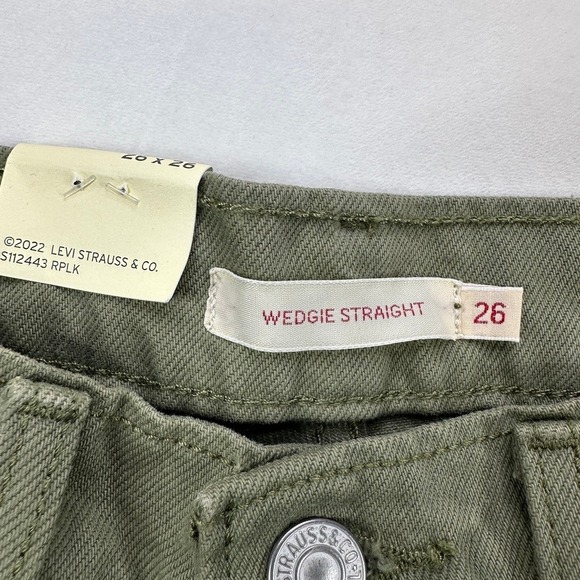 26 X 26
©2022 LEVI STRAUSS & CO.
S112443 RPLK
WEDGIE STRAIGHT
26
STRAUSS&CO